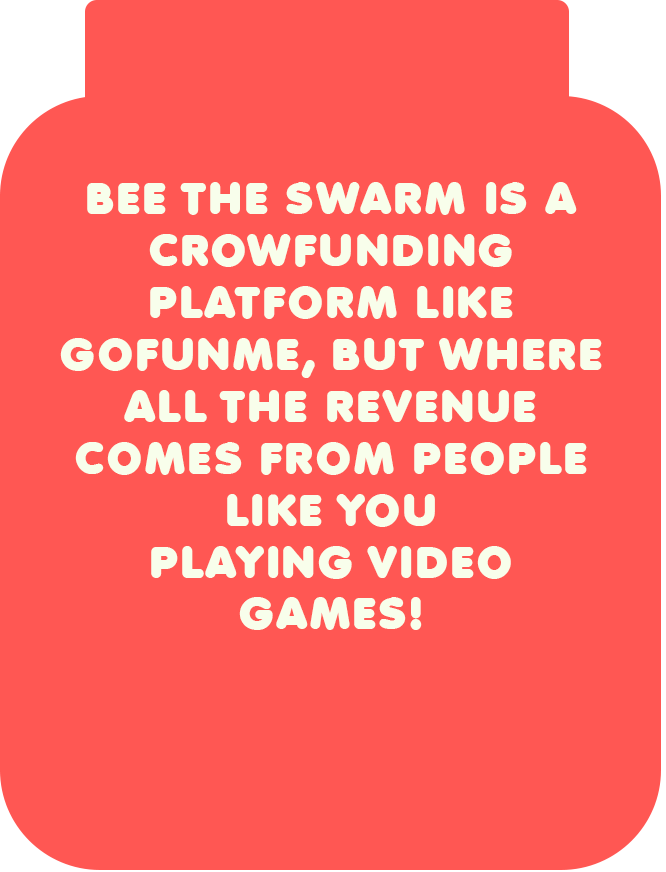 BEE THE SWARM IS A
CROWFUNDING
PLATFORM LIKE
GOFUNME, BUT WHERE
ALL THE REVENUE
COMES FROM PEOPLE
LIKE YOU
PLAYING VIDEO
GAMES!